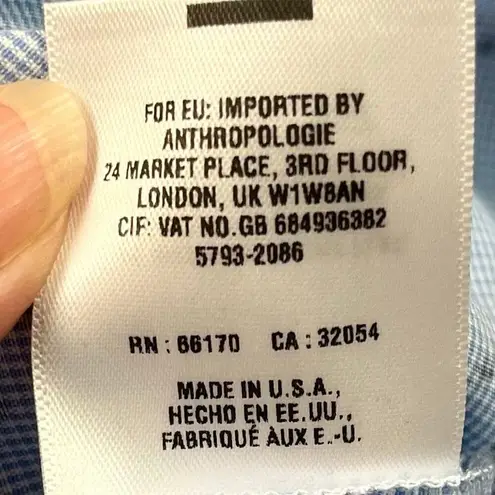 FOR EU: IMPORTED BY
ANTHROPOLOGIE
24 MARKET PLACE, 3RD FLOOR,
LONDON, UK W1W8AN
CIF: VAT NO.GB 684936382
5793-2086
RN : 66170 CA : 32054
MADE IN U.S.A.,
HECHO EN EE.UU.,
FABRIQUÉ AUX E.-U.